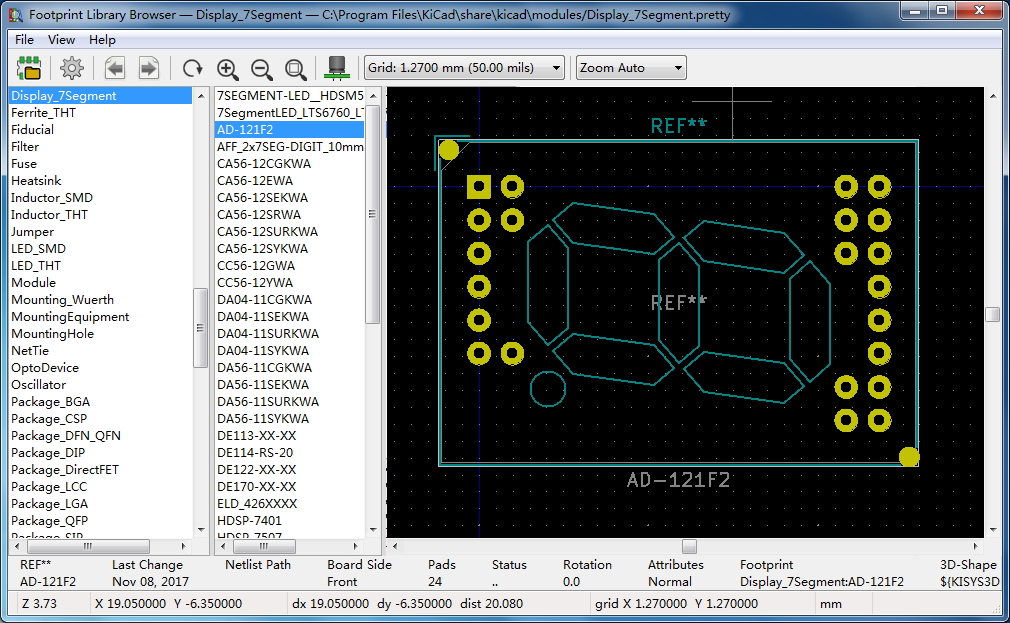 Footprint Library Browser — Display_7Segment — C:\Program Files\KiCad\share\kicad\modules/Display_7Segment.pretty
File View Help
Grid: 1.2700 mm (50.00 mils) Zoom Auto
Display_7Segment
Ferrite_THT
Fiducial
Filter
Fuse
Heatsink
Inductor_SMD
Inductor_THT
Jumper
LED_SMD
LED_THT
Module
Mounting_Wuerth
MountingEquipment
MountingHole
NetTie
OptoDevice
Oscillator
Package_BGA
Package_CSP
Package_DFN_QFN
Package_DIP
Package_DirectFET
Package_LCC
Package_LGA
Package_QFP
Package_SIP
7SEGMENT-LED__HDSM5
7SegmentLED_LTS6760_LT
AD-121F2
AFF_2x7SEG-DIGIT_10mm
CA56-12CGKWA
CA56-12EWA
CA56-12SEKWA
CA56-12SRWA
CA56-12SURKWA
CA56-12SYKWA
CC56-12GWA
CC56-12YWA
DA04-11CGKWA
DA04-11SEKWA
DA04-11SURKWA
DA04-11SYKWA
DA56-11CGKWA
DA56-11SEKWA
DA56-11SURKWA
DA56-11SYKWA
DE113-XX-XX
DE114-RS-20
DE122-XX-XX
DE170-XX-XX
ELD_426XXXX
HDSP-7401
HDSP-7507
REF**
REF**
AD-121F2
REF** Last Change Netlist Path Board Side Pads Status Rotation Attributes Footprint 3D-Shape
AD-121F2 Nov 08, 2017 Front 24 .. 0.0 Normal Display_7Segment:AD-121F2 ${KISYS3D
Z 3.73 X 19.050000 Y -6.350000 dx 19.050000 dy -6.350000 dist 20.080 grid X 1.270000 Y 1.270000 mm